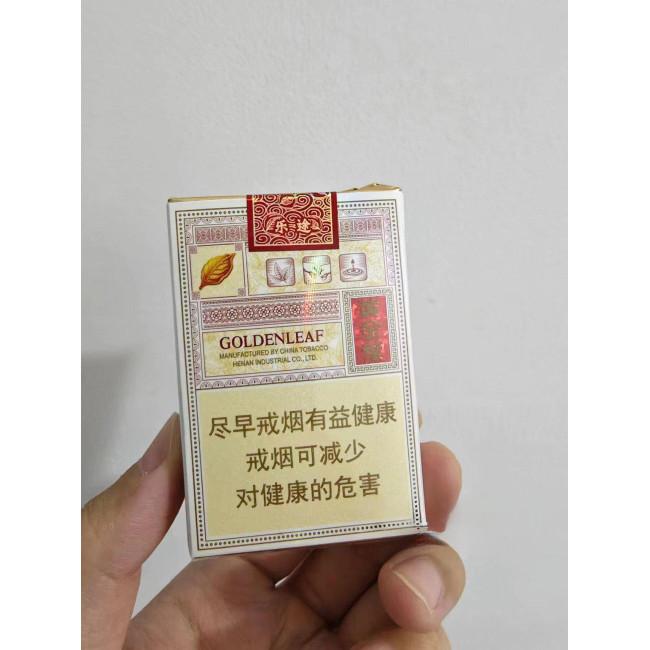 乐途
GOLDENLEAF
MANUFACTURED BY CHINA TOBACCO
HENAN INDUSTRIAL CO., LTD.
尽早戒烟有益健康
戒烟可减少
对健康的危害